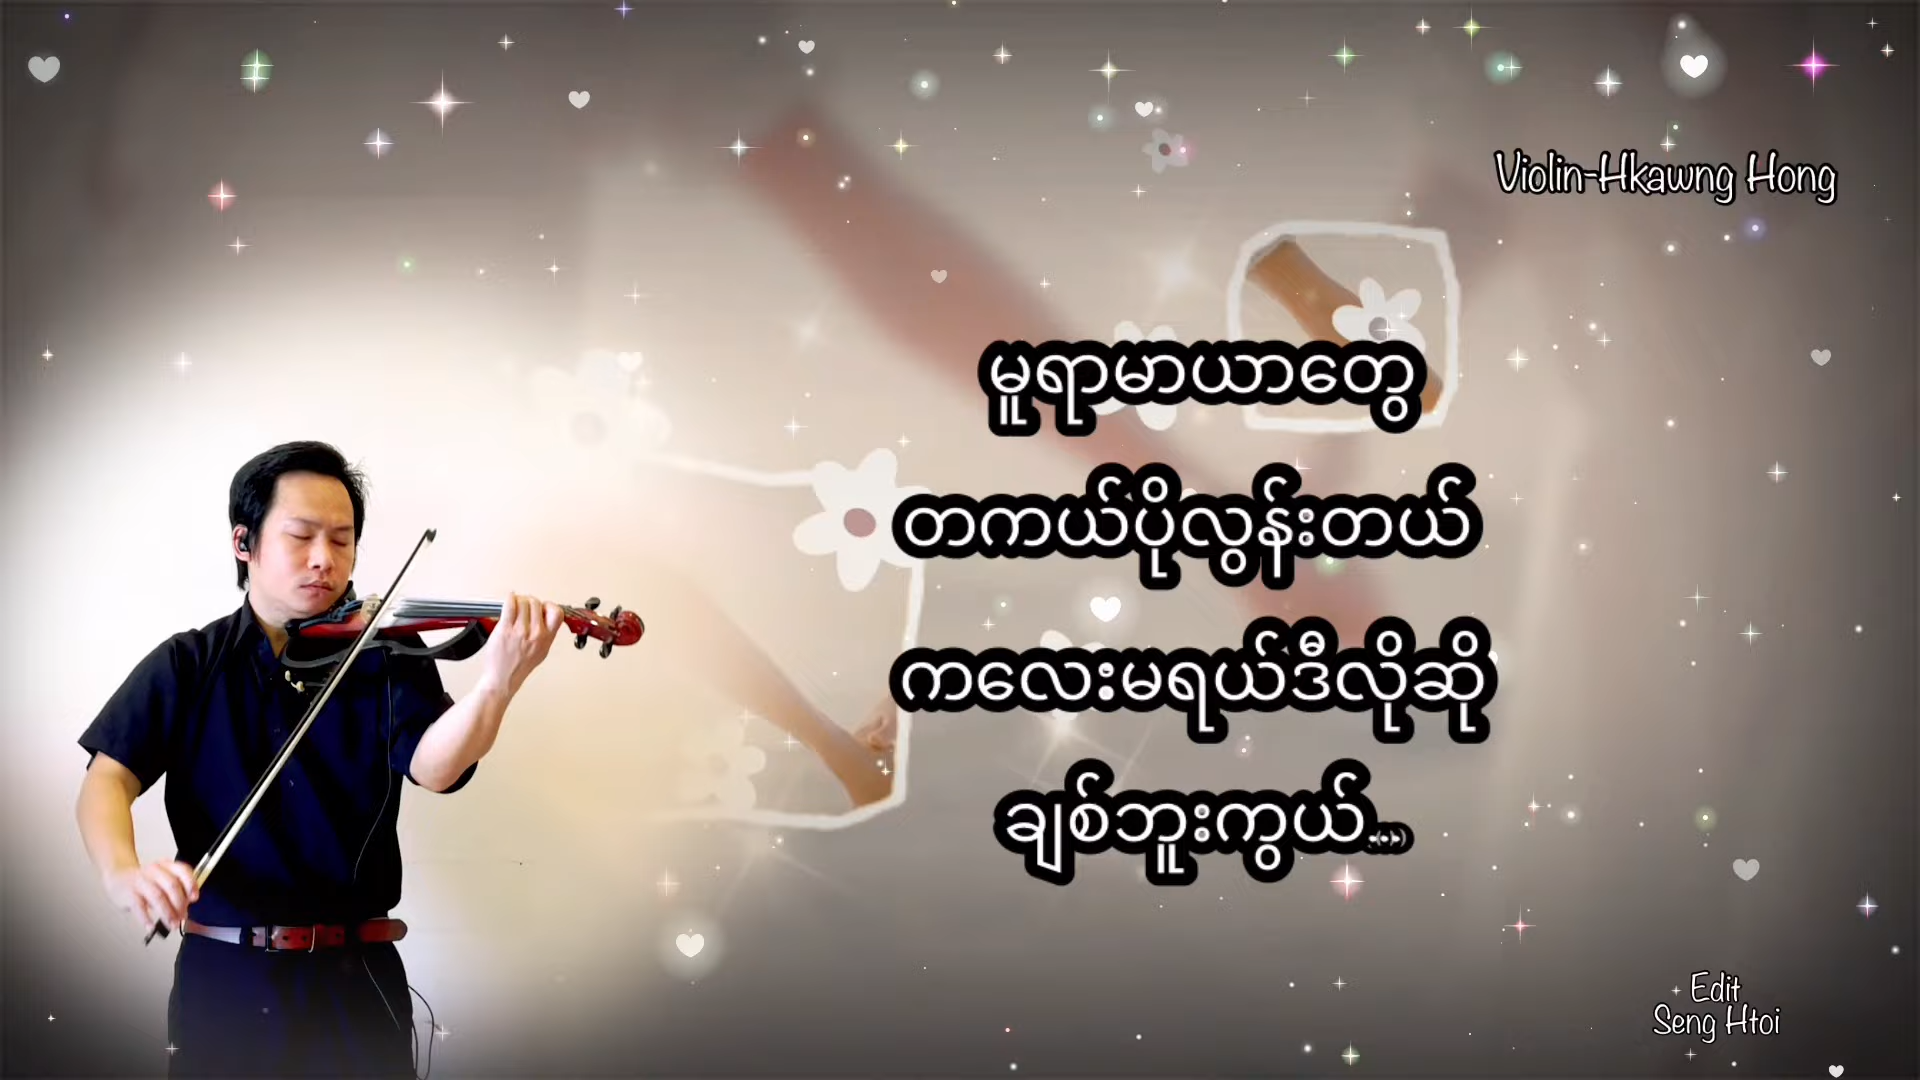 Violin-Hkawng Hong
မူရာမာယာတွေ
တကယ်ပိုလွန်းတယ်
ကလေးမရယ်ဒီလိုဆို
ချစ်ဘူးကွယ်...
Edit
Seng Htoi